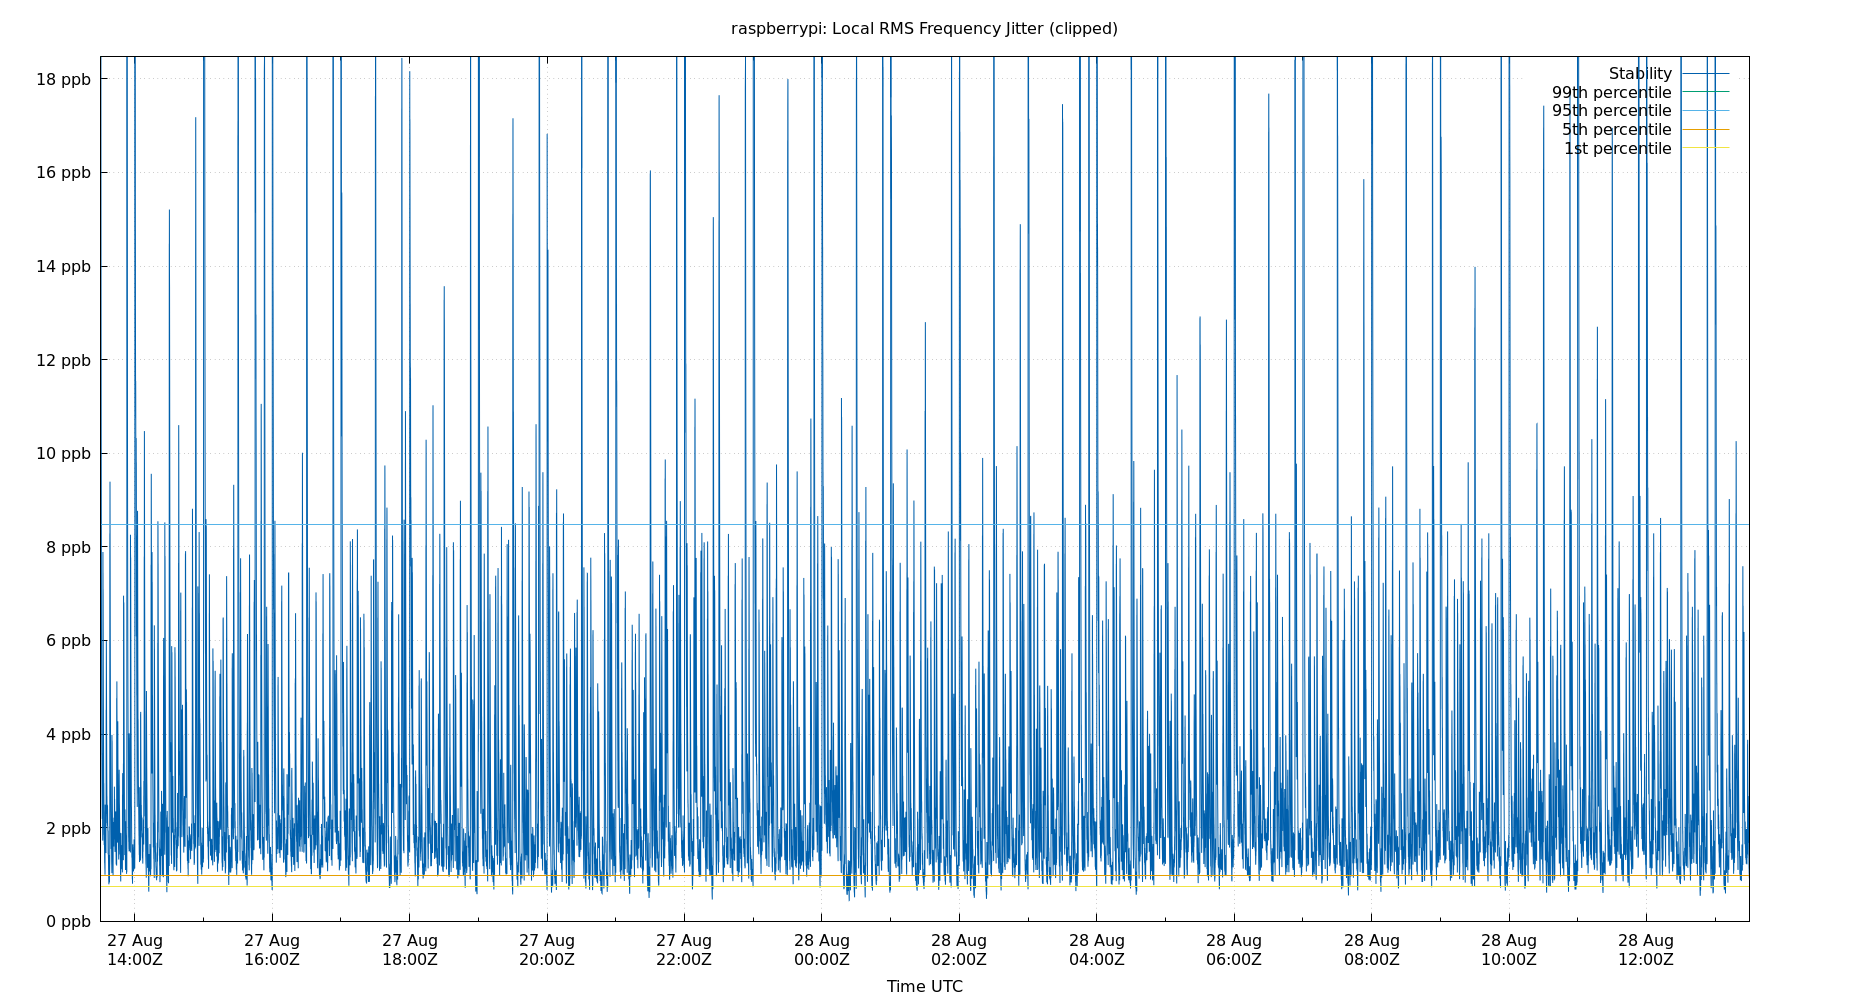 raspberrypi: Local RMS Frequency Jitter (clipped)
18 ppb
16 ppb
14 ppb
12 ppb
10 ppb
8 ppb
6 ppb
4 ppb
2 ppb
0 ppb
Stability
99th percentile
95th percentile
5th percentile
1st percentile
27 Aug 27 Aug 27 Aug 27 Aug 27 Aug 28 Aug 28 Aug 28 Aug 28 Aug 28 Aug 28 Aug 28 Aug
14:00Z 16:00Z 18:00Z 20:00Z 22:00Z 00:00Z 02:00Z 04:00Z 06:00Z 08:00Z 10:00Z 12:00Z
Time UTC